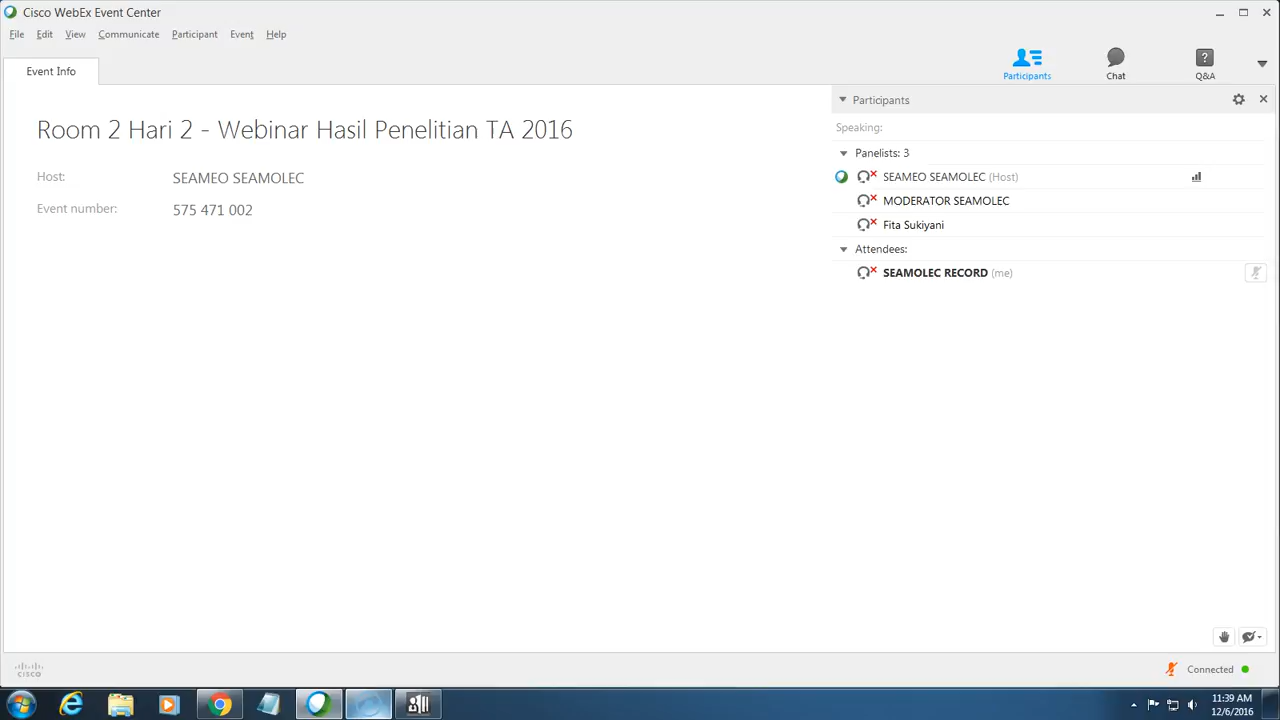 Cisco WebEx Event Center
File Edit View Communicate Participant Event Help
Event Info
Participants Chat Q&A
Participants
Speaking:
Panelists: 3
SEAMEO SEAMOLEC (Host)
MODERATOR SEAMOLEC
Fita Sukiyani
Attendees:
SEAMOLEC RECORD (me)
Room 2 Hari 2 - Webinar Hasil Penelitian TA 2016
Host: SEAMEO SEAMOLEC
Event number: 575 471 002
CISCO
Connected
11:39 AM
12/6/2016